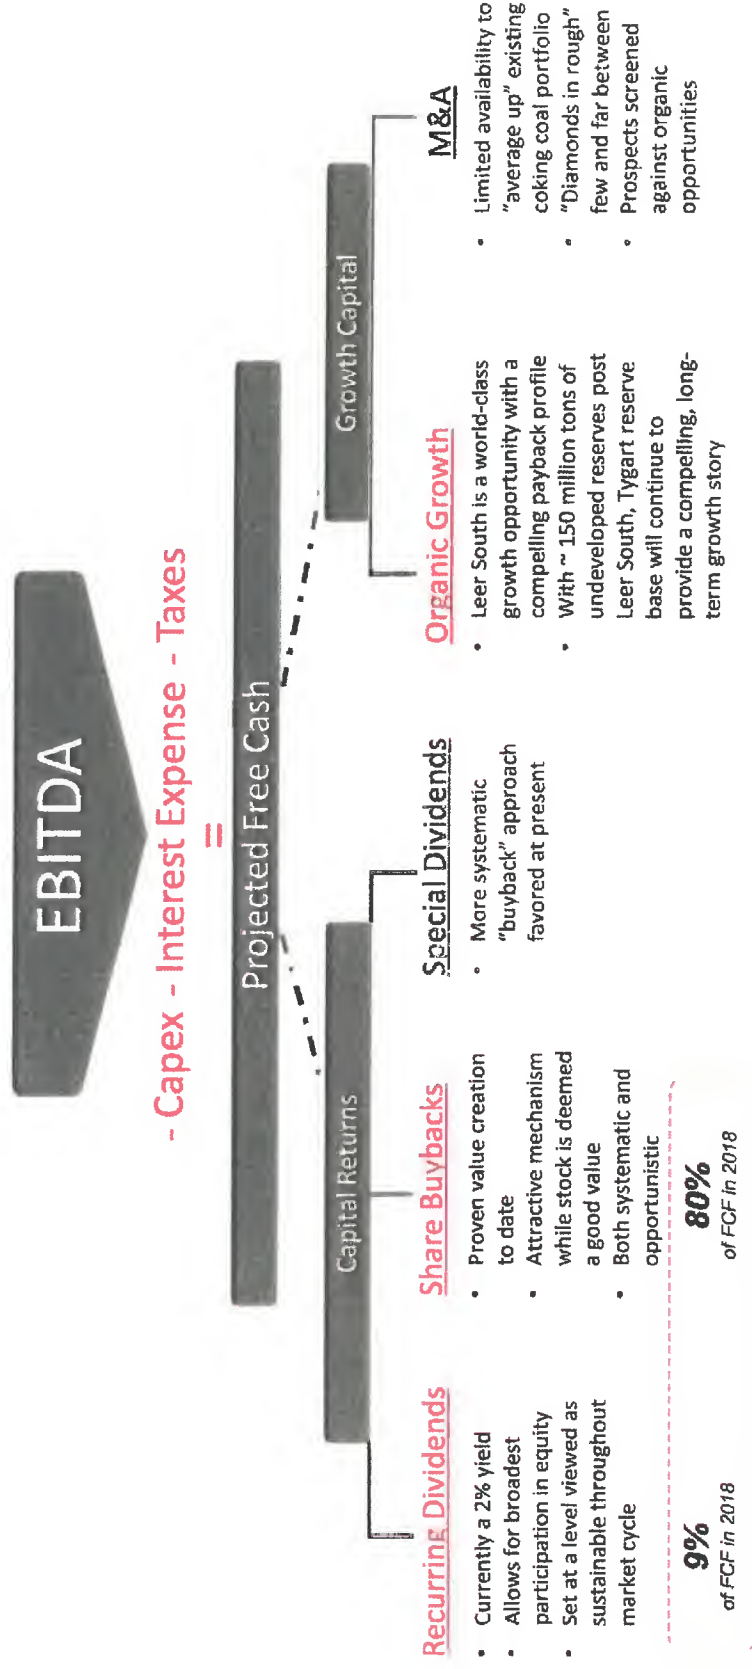 EBITDA
- Capex - Interest Expense - Taxes
=
Projected Free Cash
Capital Returns
Growth Capital
Recurring Dividends
• Currently a 2% yield
• Allows for broadest
participation in equity
• Set at a level viewed as
sustainable throughout
market cycle
Share Buybacks
• Proven value creation
to date
• Attractive mechanism
while stock is deemed
a good value
• Both systematic and
opportunistic
Special Dividends
• More systematic
"buyback" approach
favored at present
Organic Growth
• Leer South is a world-class
growth opportunity with a
compelling payback profile
• With ~ 150 million tons of
undeveloped reserves post
Leer South, Tygart reserve
base will continue to
provide a compelling, long-
term growth story
M&A
• Limited availability to
"average up" existing
coking coal portfolio
• "Diamonds in rough"
few and far between
• Prospects screened
against organic
opportunities
9%
of FCF in 2018
80%
of FCF in 2018